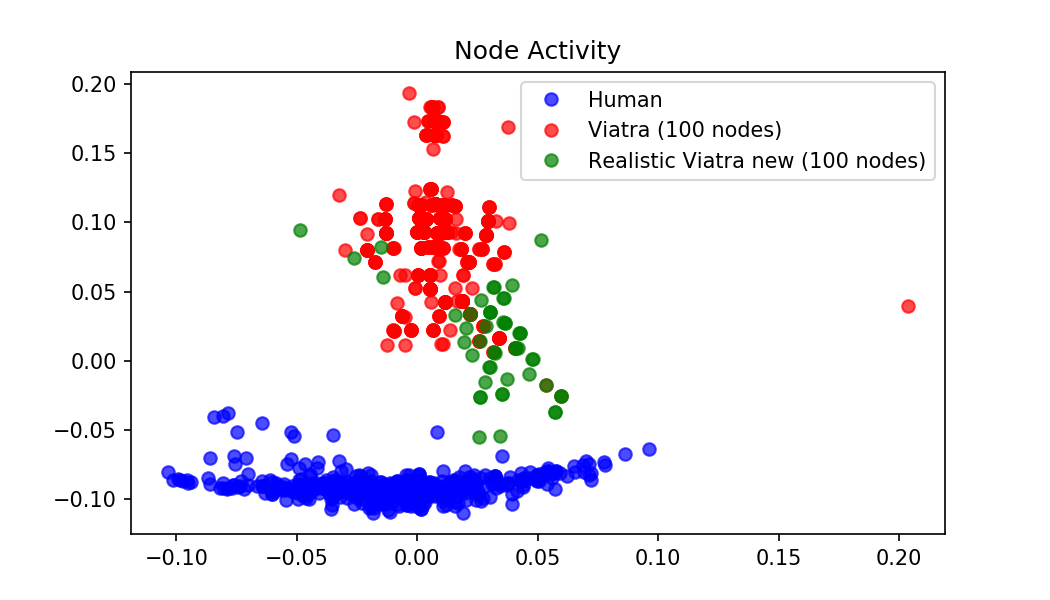 Node Activity
Human
Viatra (100 nodes)
Realistic Viatra new (100 nodes)
0.20
0.15
0.10
0.05
0.00
−0.05
−0.10
−0.10 −0.05 0.00 0.05 0.10 0.15 0.20